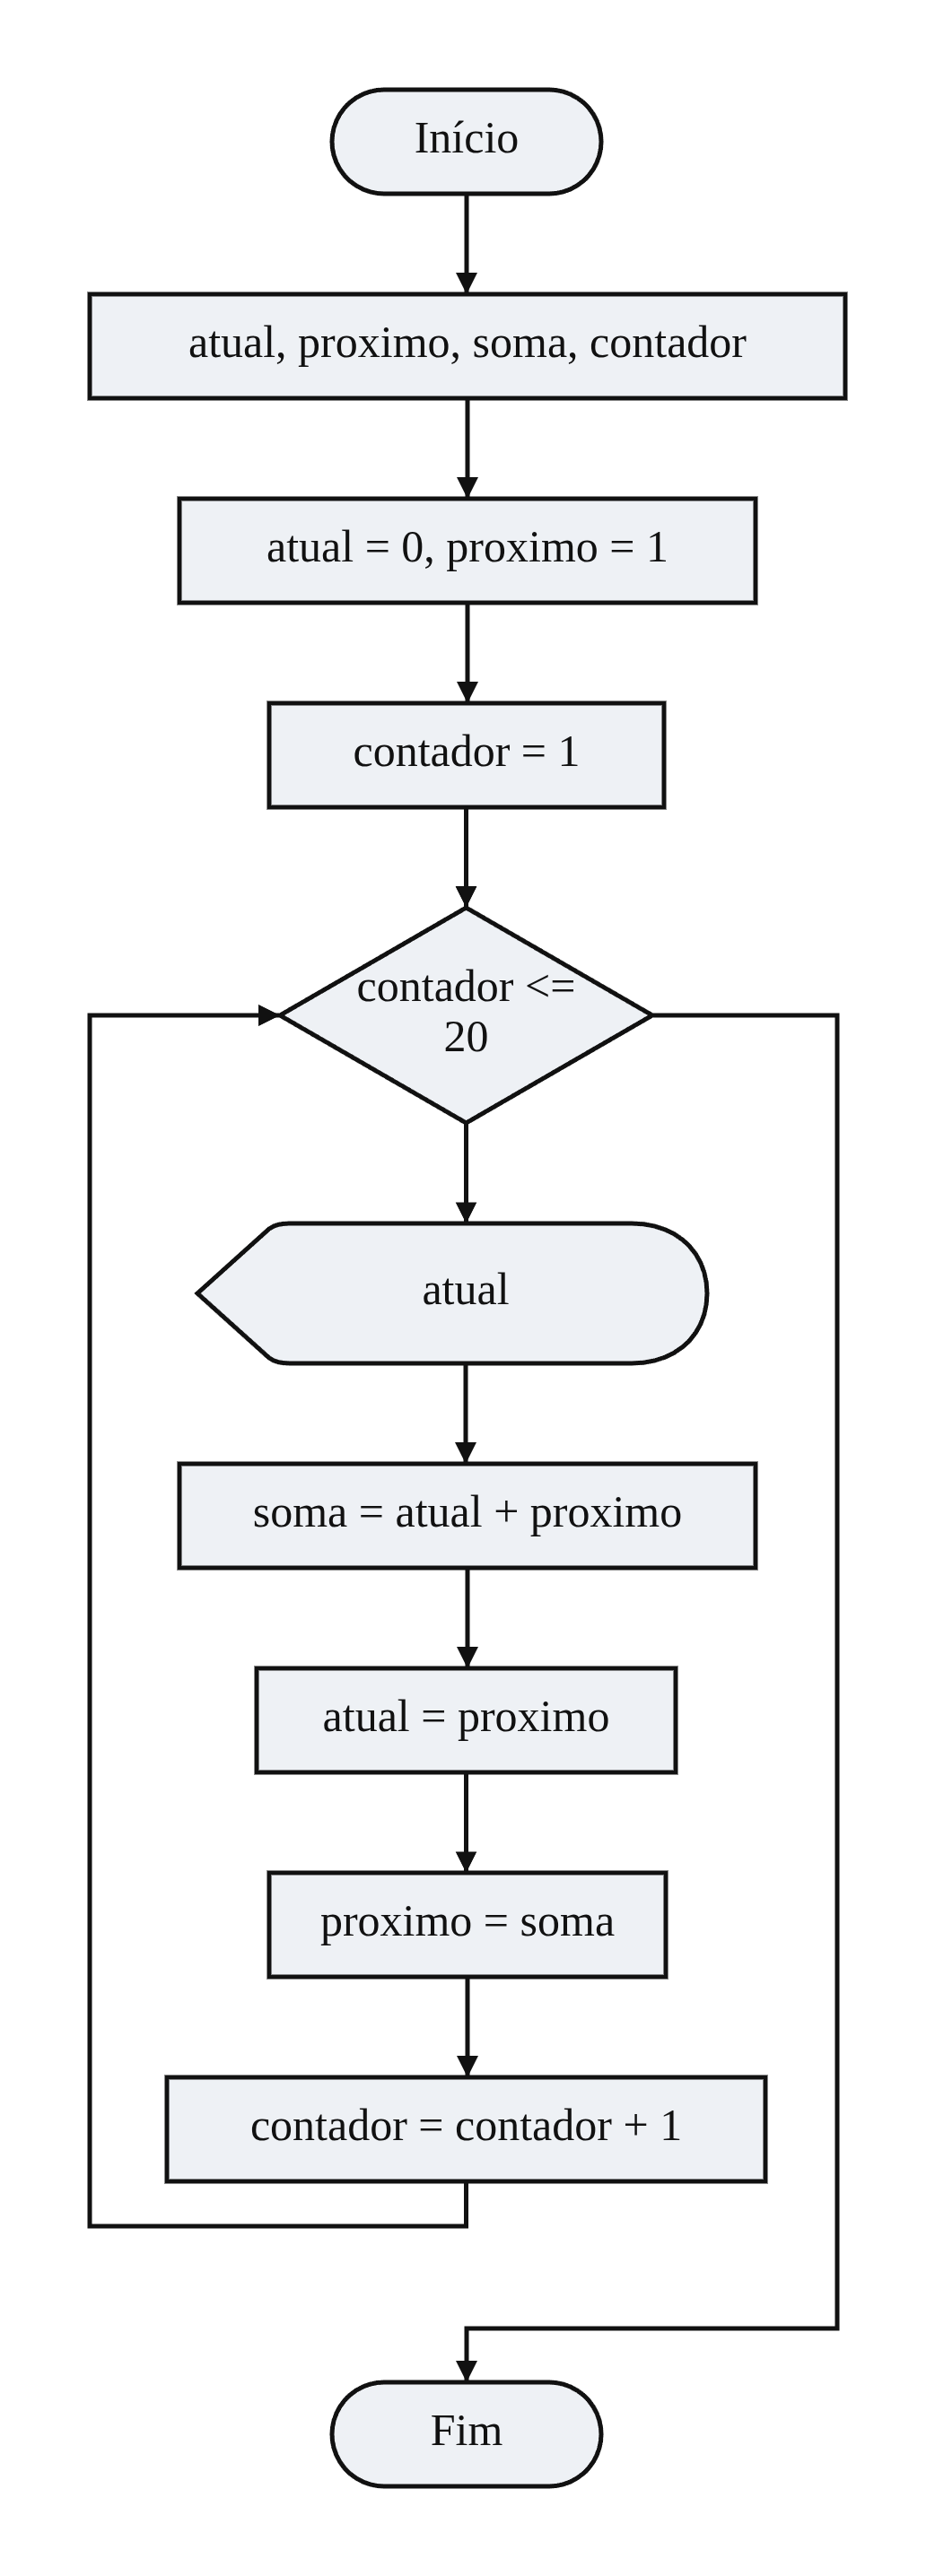 Início
atual, proximo, soma, contador
atual = 0, proximo = 1
contador = 1
contador <=
20
atual
soma = atual + proximo
atual = proximo
proximo = soma
contador = contador + 1
Fim